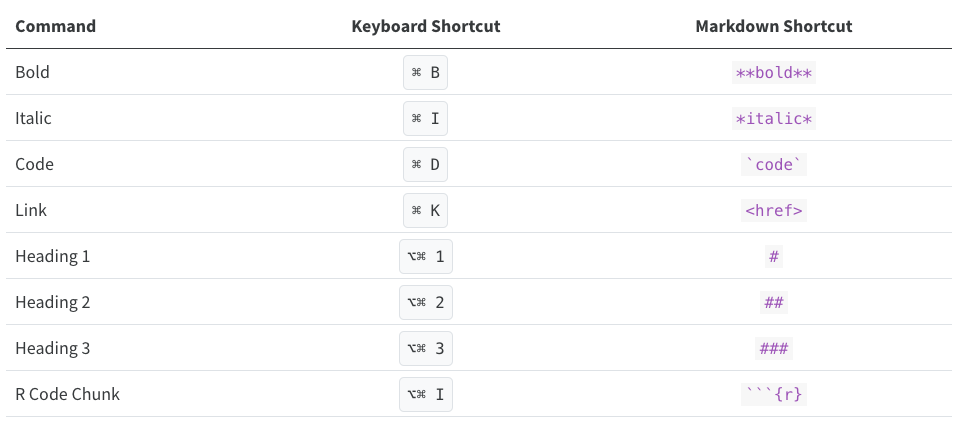 Command Keyboard Shortcut Markdown Shortcut
Bold ⌘ B **bold**
Italic ⌘ I *italic*
Code ⌘ D `code`
Link ⌘ K <href>
Heading 1 ⌥⌘ 1 #
Heading 2 ⌥⌘ 2 ##
Heading 3 ⌥⌘ 3 ###
R Code Chunk ⌥⌘ I ```{r}